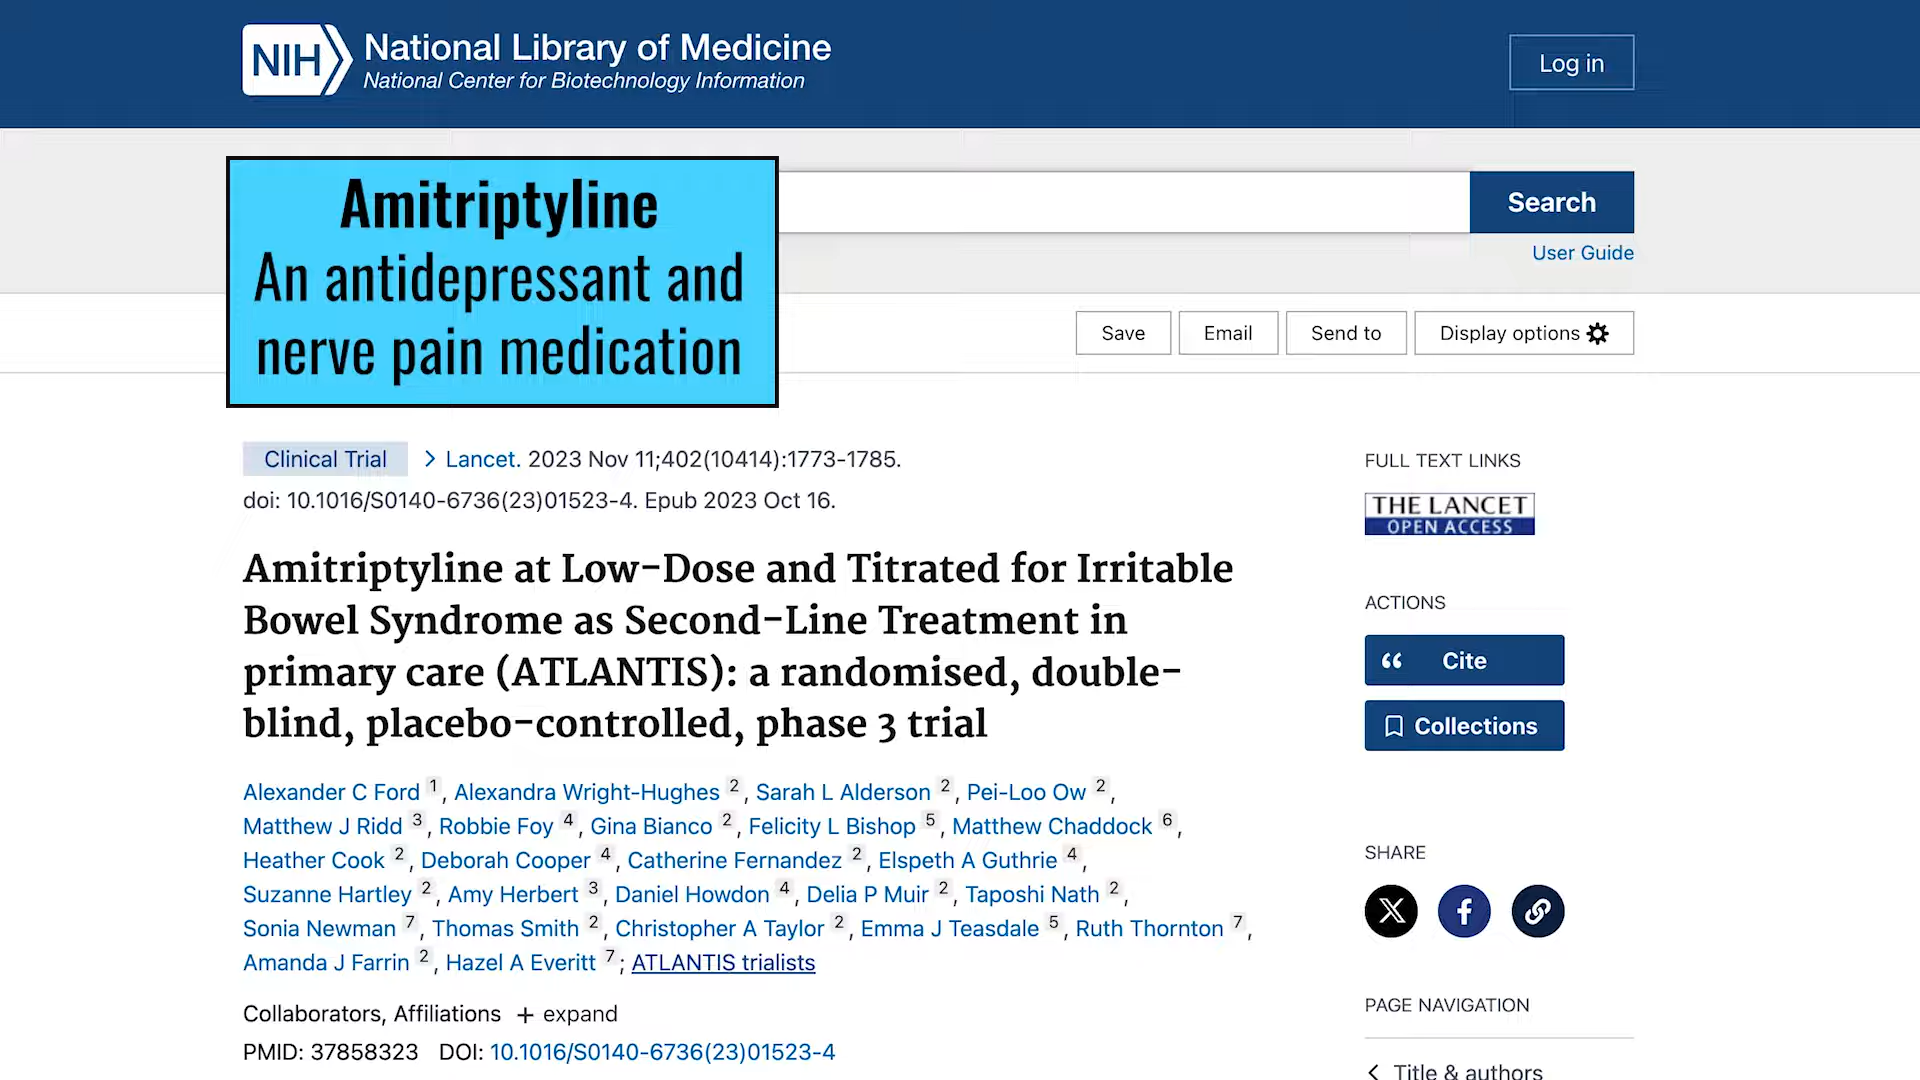 NIH National Library of Medicine
National Center for Biotechnology Information
Log in
Amitriptyline
An antidepressant and
nerve pain medication
Search
User Guide
Save
Email
Send to
Display options
Clinical Trial
Lancet. 2023 Nov 11;402(10414):1773-1785.
doi: 10.1016/S0140-6736(23)01523-4. Epub 2023 Oct 16.
Amitriptyline at Low-Dose and Titrated for Irritable
Bowel Syndrome as Second-Line Treatment in
primary care (ATLANTIS): a randomised, double-
blind, placebo-controlled, phase 3 trial
Alexander C Ford 1, Alexandra Wright-Hughes 2, Sarah L Alderson 2, Pei-Loo Ow 2,
Matthew J Ridd 3, Robbie Foy 4, Gina Bianco 2, Felicity L Bishop 5, Matthew Chaddock 6,
Heather Cook 2, Deborah Cooper 4, Catherine Fernandez 2, Elspeth A Guthrie 4,
Suzanne Hartley 2, Amy Herbert 3, Daniel Howdon 4, Delia P Muir 2, Taposhi Nath 2,
Sonia Newman 7, Thomas Smith 2, Christopher A Taylor 2, Emma J Teasdale 5, Ruth Thornton 7,
Amanda J Farrin 2, Hazel A Everitt 7; ATLANTIS trialists
Collaborators, Affiliations + expand
PMID: 37858323 DOI: 10.1016/S0140-6736(23)01523-4
FULL TEXT LINKS
THE LANCET
OPEN ACCESS
ACTIONS
Cite
Collections
SHARE
PAGE NAVIGATION
Title & authors